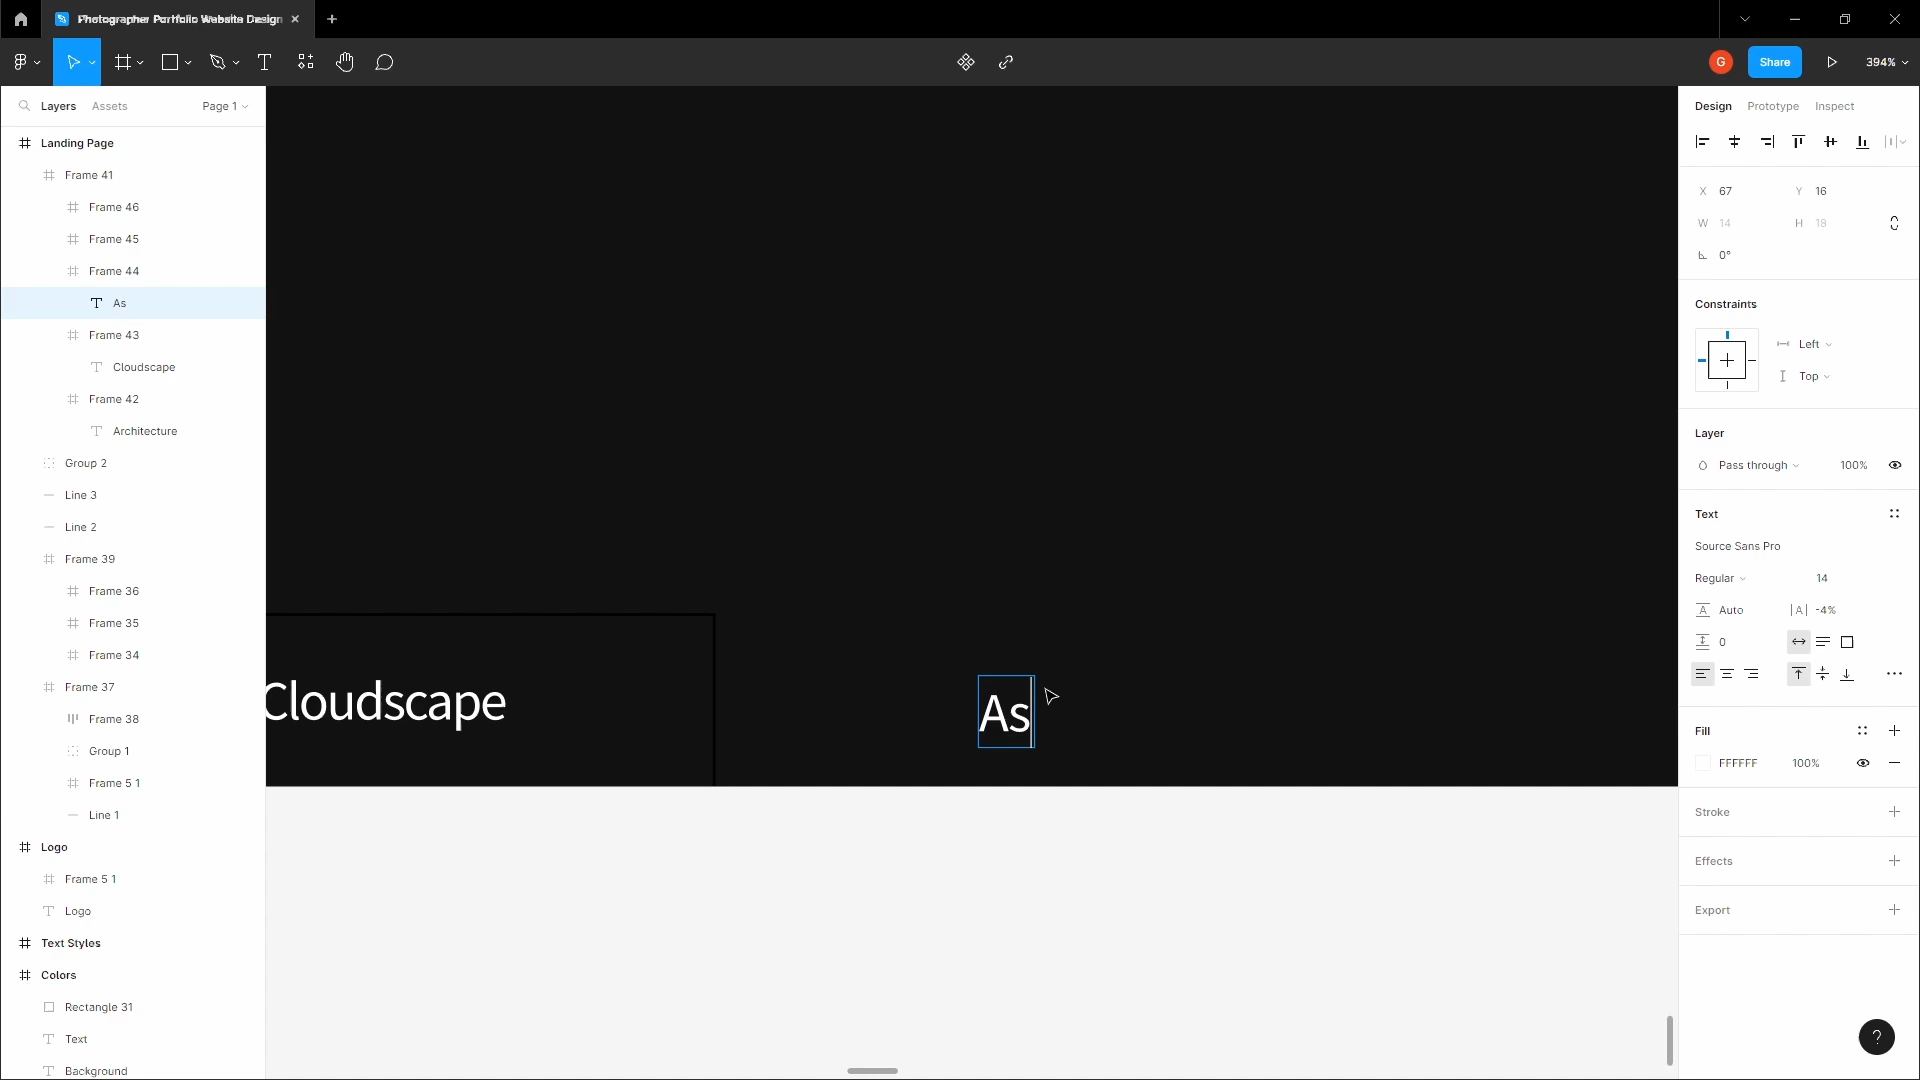 Photographer Portfolio Website Design
G
Share
394%
Layers
Assets
Page 1
Design
Prototype
Inspect
Landing Page
Frame 41
Frame 46
Frame 45
Frame 44
As
Frame 43
Cloudscape
Frame 42
Architecture
Group 2
Line 3
Line 2
Frame 39
Frame 36
Frame 35
Frame 34
Frame 37
Frame 38
Group 1
Frame 5 1
Line 1
Logo
Frame 5 1
Logo
Text Styles
Colors
Rectangle 31
Text
Background
Cloudscape
As
X 67 Y 16
W 14 H 18
0°
Constraints
Left
Top
Layer
Pass through 100%
Text
Source Sans Pro
Regular 14
A Auto |A| -4%
0
Fill
FFFFFF 100%
Stroke
Effects
Export
?